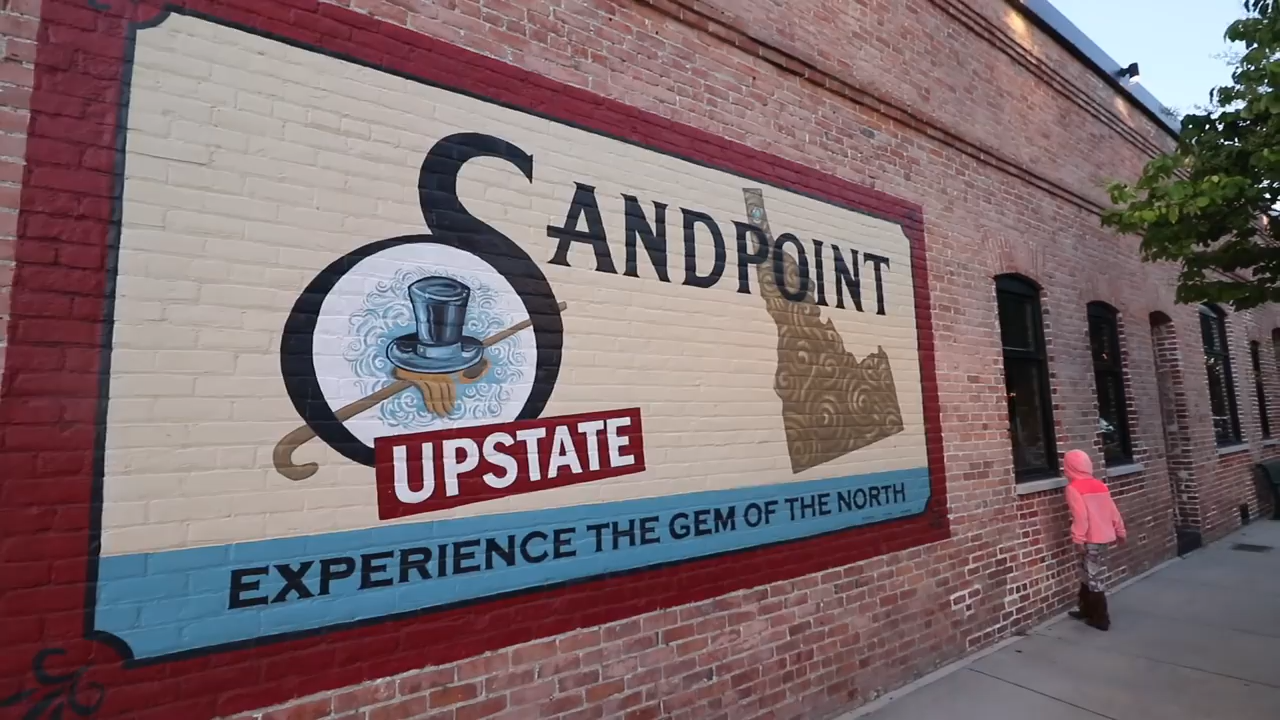 SANDPOINT
UPSTATE
EXPERIENCE THE GEM OF THE NORTH